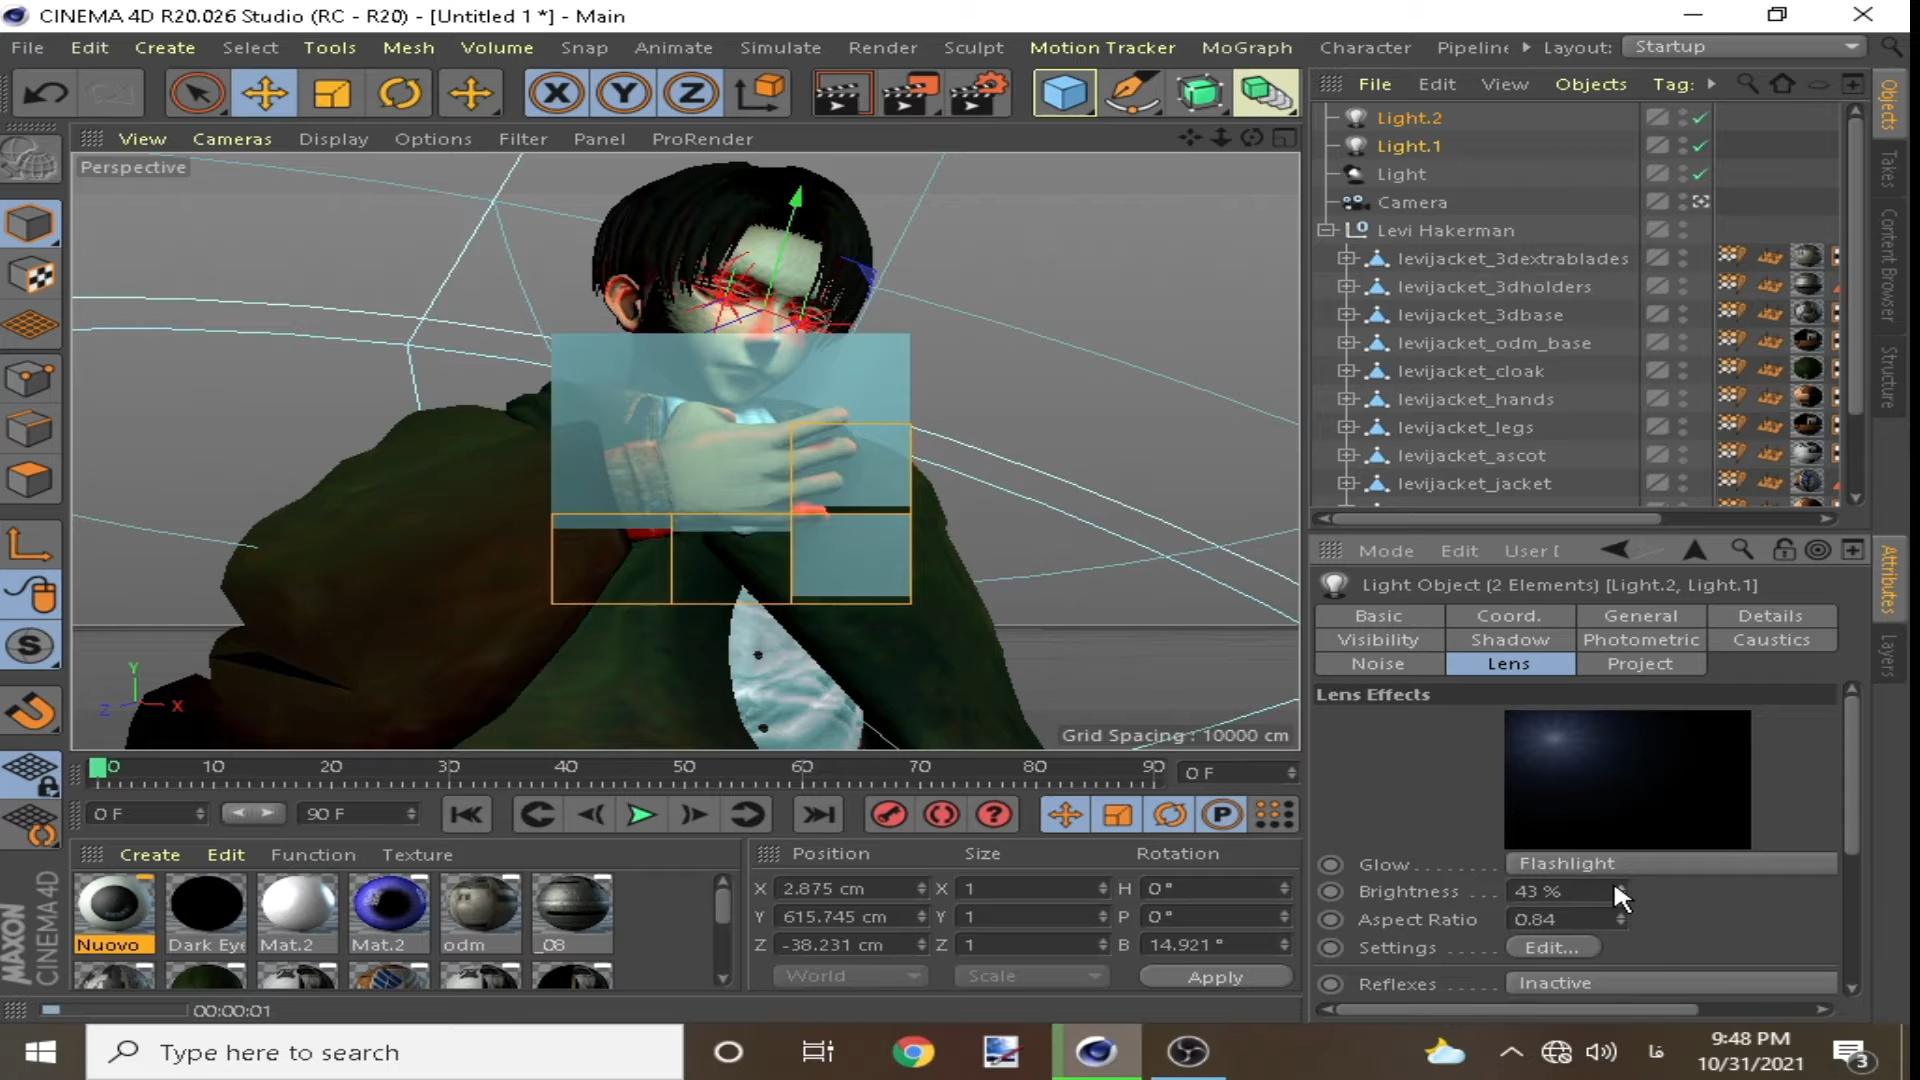 CINEMA 4D R20.026 Studio (RC - R20) - [Untitled 1 *] - Main
File Edit Create Select Tools Mesh Volume Snap Animate Simulate Render Sculpt Motion Tracker MoGraph Character Pipeline Layout: Startup
X Y Z
File Edit View Objects Tag:
View Cameras Display Options Filter Panel ProRender
Perspective
Light.2
Light.1
Light
Camera
Levi Hakerman
levijacket_3dextrablades
levijacket_3dholders
levijacket_3dbase
levijacket_odm_base
levijacket_cloak
levijacket_hands
levijacket_legs
levijacket_ascot
levijacket_jacket
Objects
Takes
Content Browser
Structure
Attributes
Layers
Mode Edit User [
Light Object (2 Elements) [Light.2, Light.1]
Basic Coord. General Details
Visibility Shadow Photometric Caustics
Noise Lens Project
Lens Effects
Glow Flashlight
Brightness 43 %
Aspect Ratio 0.84
Settings Edit...
Reflexes Inactive
Y
Z X
Grid Spacing : 10000 cm
0 10 20 30 40 50 60 70 80 90 0 F
0 F 90 F
P
Create Edit Function Texture
Nuovo Dark Eye Mat.2 Mat.2 odm _08
Position Size Rotation
X 2.875 cm X 1 H 0°
Y 615.745 cm Y 1 P 0°
Z -38.231 cm Z 1 B 14.921°
World Scale Apply
MAXON CINEMA 4D
00:00:01
Type here to search
فا
9:48 PM
10/31/2021
3